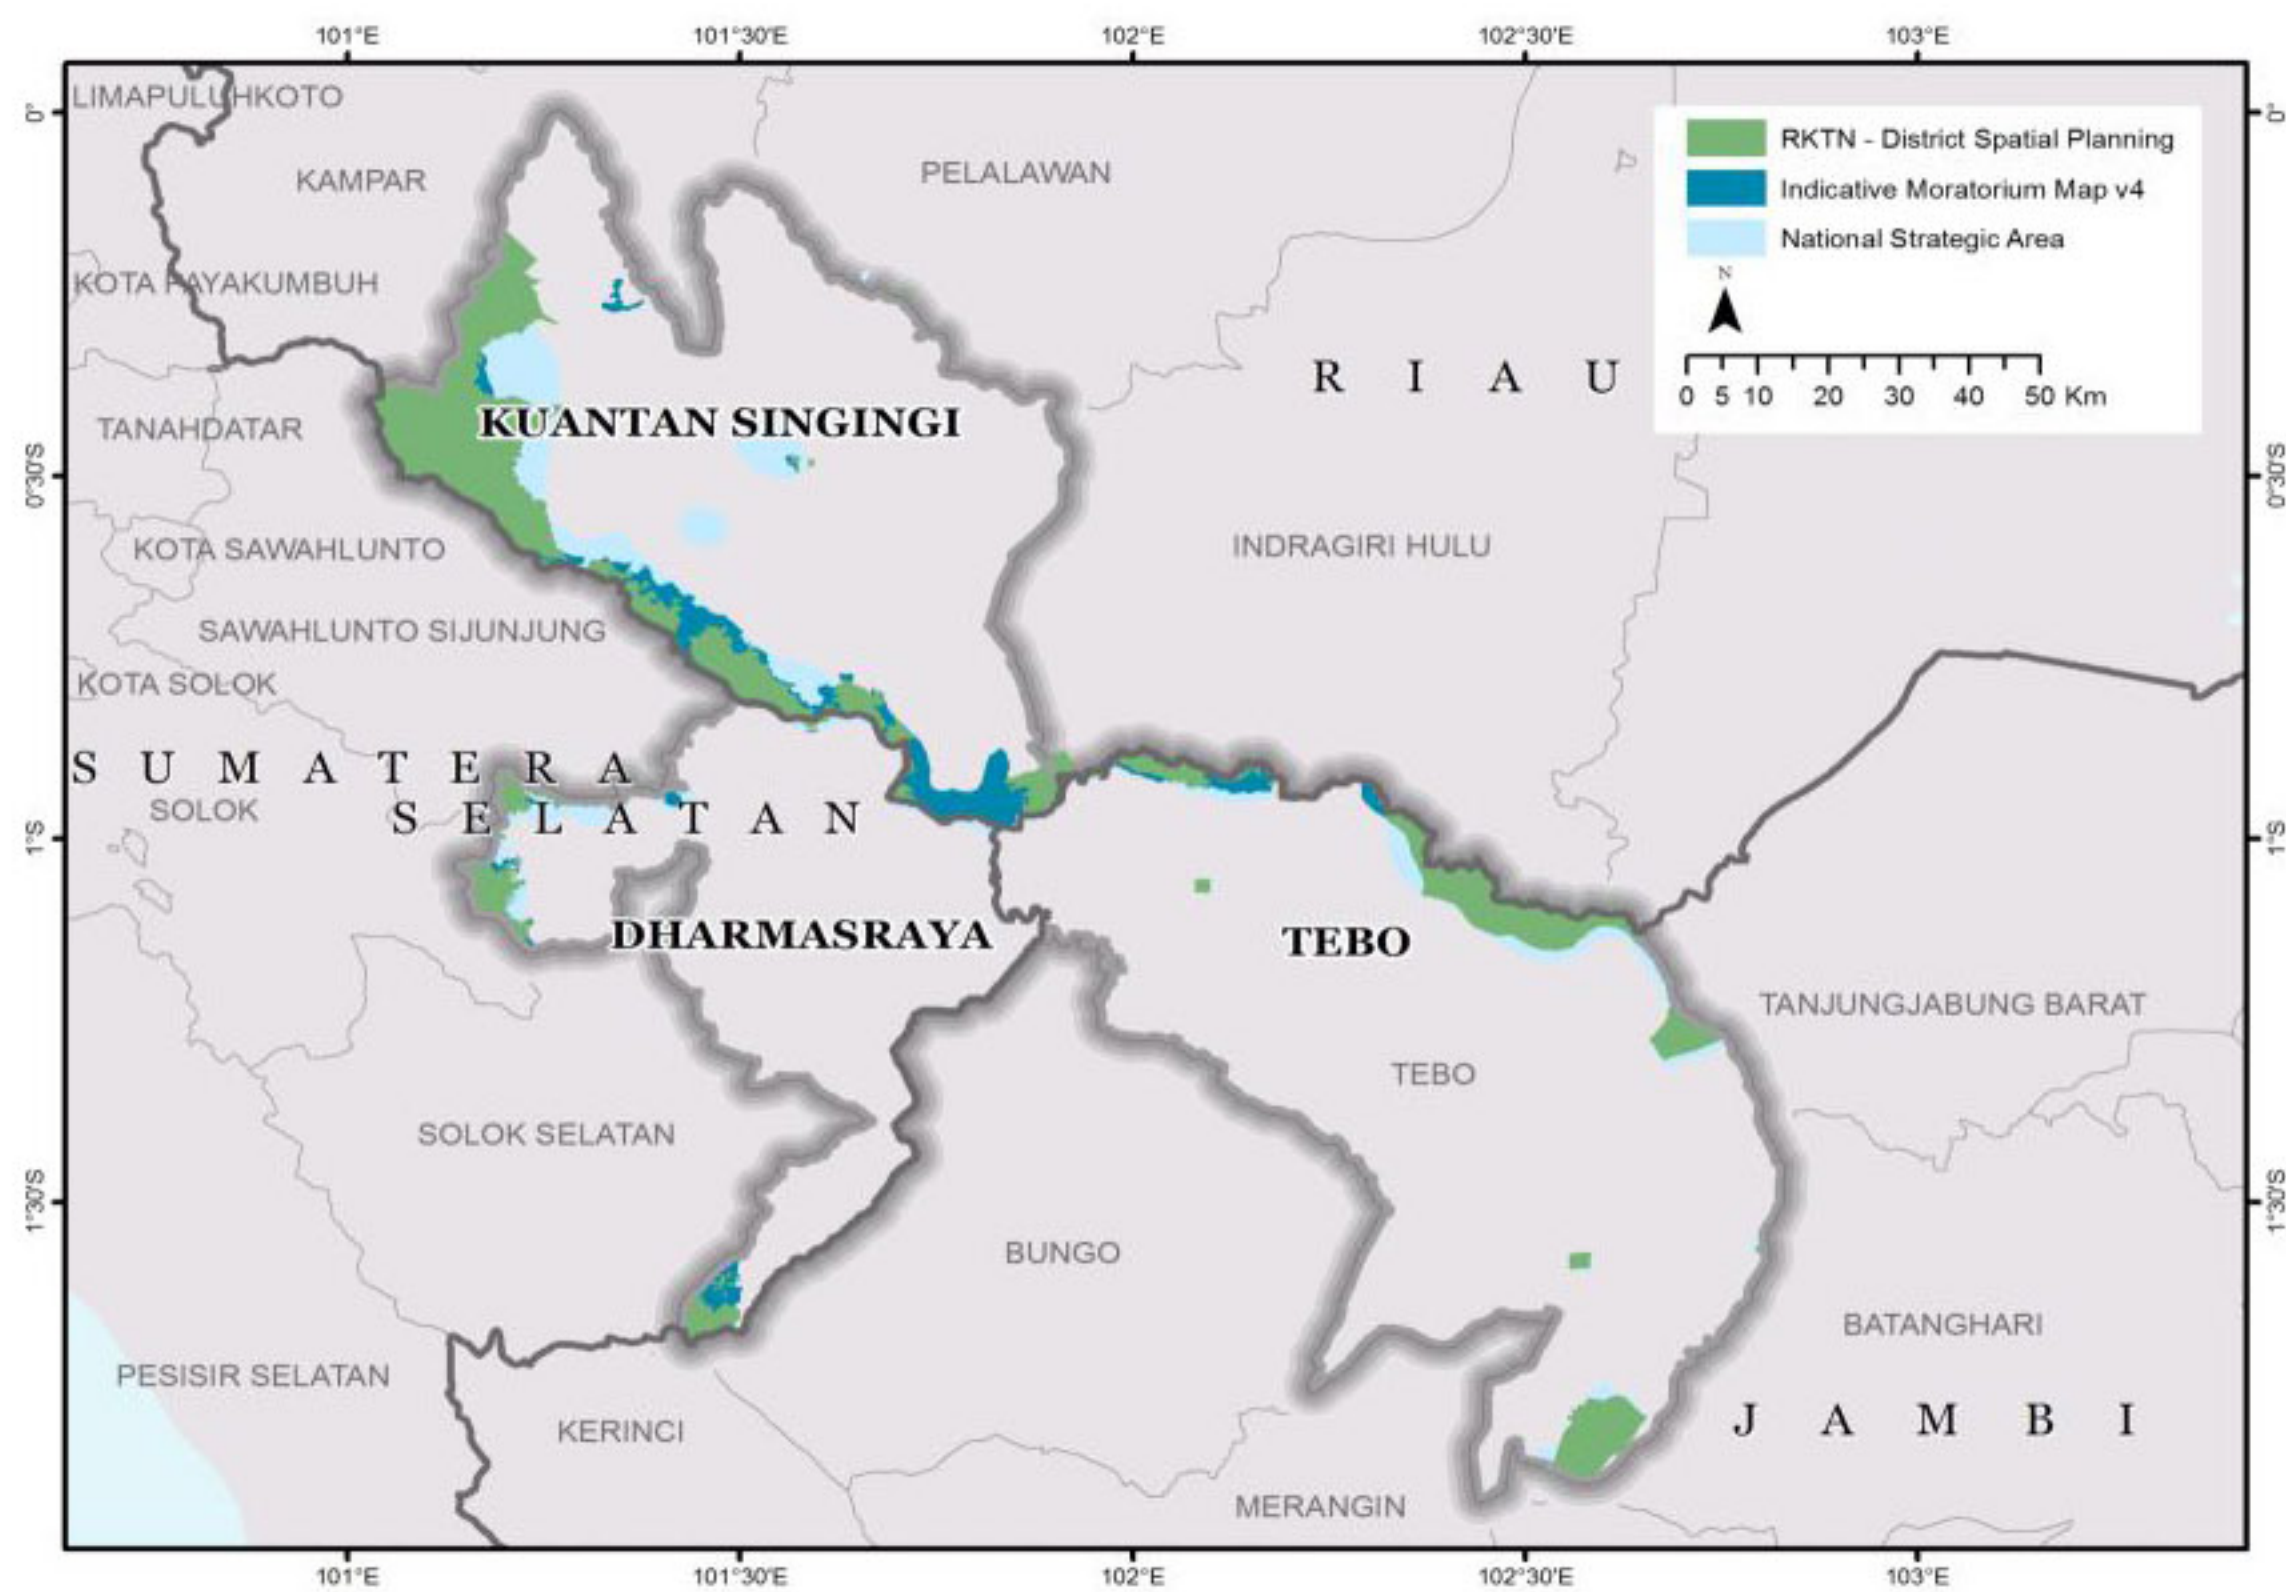 101°E 101°30'E 102°E 102°30'E 103°E
LIMAPULUHKOTO
0°
0°
RKTN - District Spatial Planning
KAMPAR
PELALAWAN
Indicative Moratorium Map v4
National Strategic Area
KOTA PAYAKUMBUH
N
R I A U
0 5 10 20 30 40 50 Km
TANAHDATAR
KUANTAN SINGINGI
0°30'S
0°30'S
KOTA SAWAHLUNTO
INDRAGIRI HULU
SAWAHLUNTO SIJUNJUNG
KOTA SOLOK
SUMATERA
SOLOK
SELATAN
1°S
1°S
DHARMASRAYA
TEBO
TANJUNGJABUNG BARAT
TEBO
SOLOK SELATAN
1°30'S
1°30'S
BUNGO
BATANGHARI
PESISIR SELATAN
KERINCI
J A M B I
MERANGIN
101°E 101°30'E 102°E 102°30'E 103°E